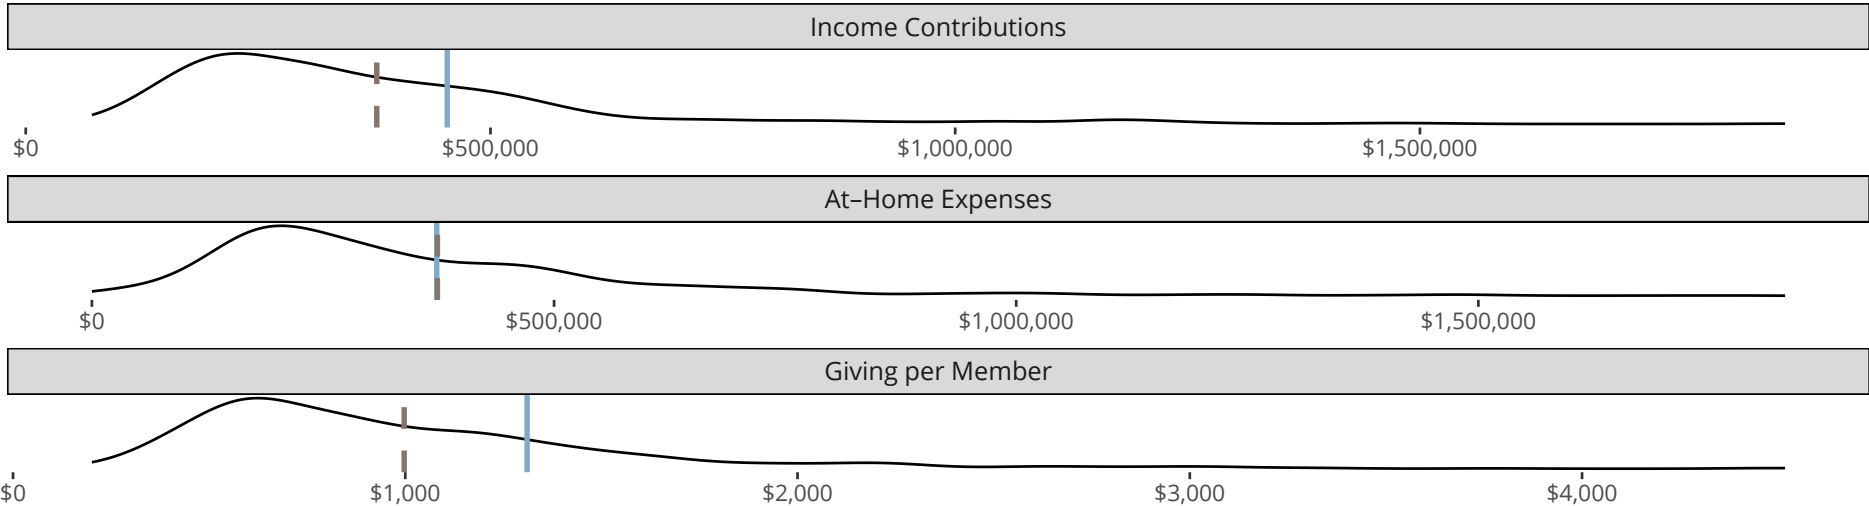 Income Contributions
$0 $500,000 $1,000,000 $1,500,000
At–Home Expenses
$0 $500,000 $1,000,000 $1,500,000
Giving per Member
$0 $1,000 $2,000 $3,000 $4,000